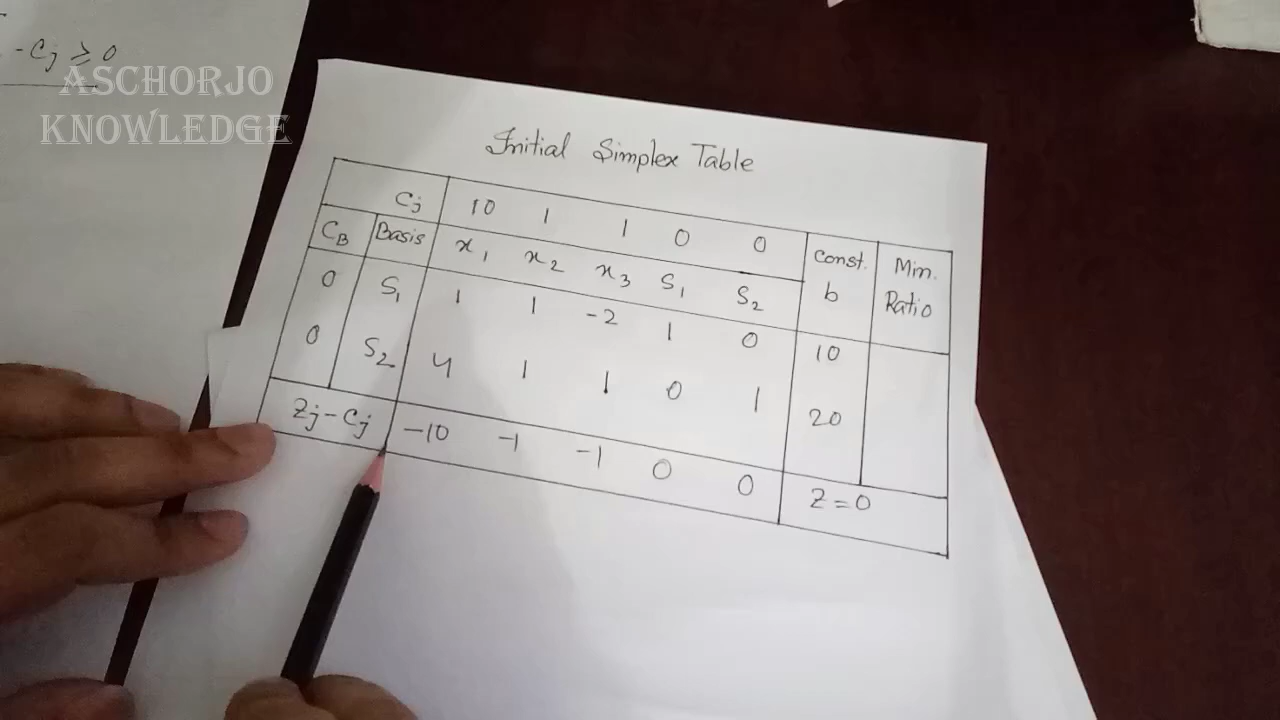 - Cj ≥ 0
ASCHORJO
KNOWLEDGE
Initial Simplex Table
Cj 10 1 1 0 0 Const. b Min. Ratio
CB Basis x1 x2 x3 S1 S2
0 S1 1 1 -2 1 0 10
0 S2 4 1 1 0 1 20
Zj - Cj -10 -1 -1 0 0 Z = 0